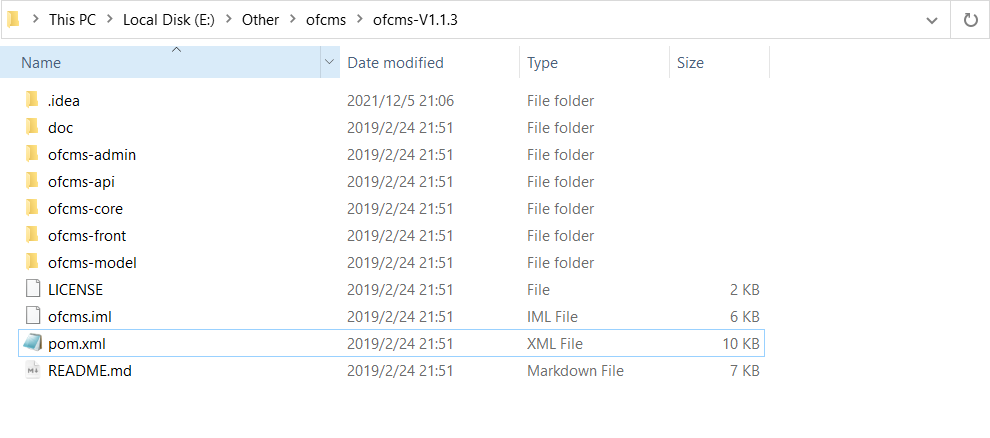 This PC > Local Disk (E:) > Other > ofcms > ofcms-V1.1.3
Name Date modified Type Size
.idea 2021/12/5 21:06 File folder
doc 2019/2/24 21:51 File folder
ofcms-admin 2019/2/24 21:51 File folder
ofcms-api 2019/2/24 21:51 File folder
ofcms-core 2019/2/24 21:51 File folder
ofcms-front 2019/2/24 21:51 File folder
ofcms-model 2019/2/24 21:51 File folder
LICENSE 2019/2/24 21:51 File 2 KB
ofcms.iml 2019/2/24 21:51 IML File 6 KB
pom.xml 2019/2/24 21:51 XML File 10 KB
README.md 2019/2/24 21:51 Markdown File 7 KB